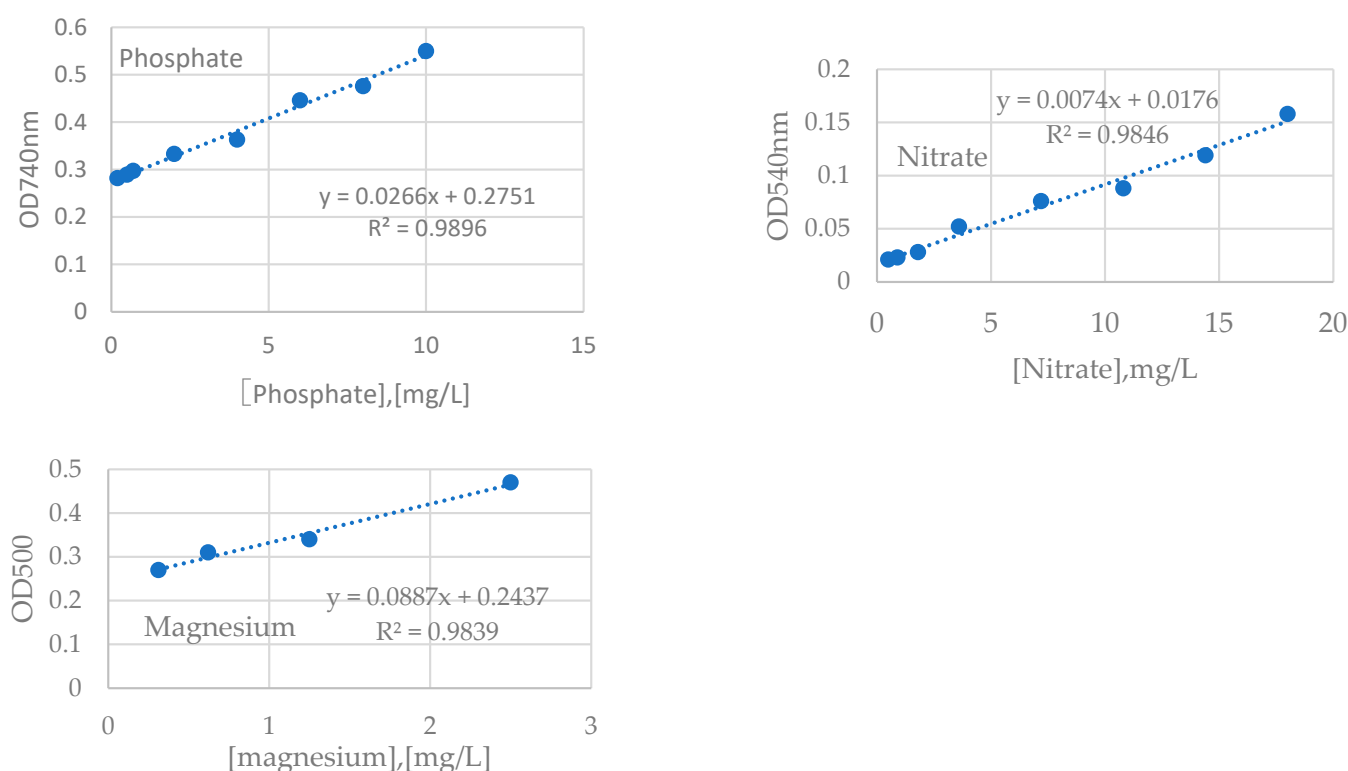 0.6
Phosphate
0.5
0.4
0.3
0.2
0.1
0
OD740nm
y = 0.0266x + 0.2751
R² = 0.9896
0 5 10 15
[Phosphate],[mg/L]
0.2
0.15
0.1
0.05
0
OD540nm
y = 0.0074x + 0.0176
R² = 0.9846
Nitrate
0 5 10 15 20
[Nitrate],mg/L
0.5
0.4
0.3
0.2
0.1
0
OD500
y = 0.0887x + 0.2437
R² = 0.9839
Magnesium
0 1 2 3
[magnesium],[mg/L]